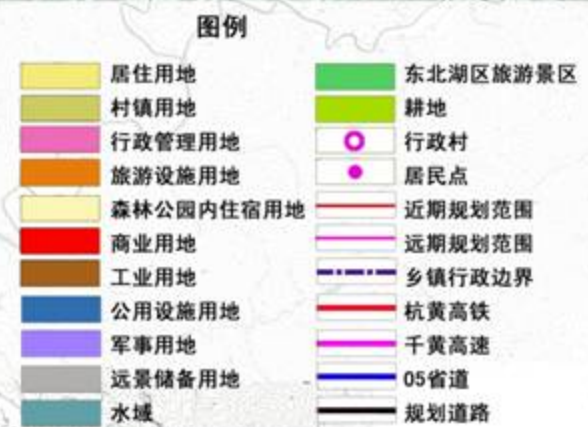 图例
居住用地
村镇用地
行政管理用地
旅游设施用地
森林公园内住宿用地
商业用地
工业用地
公用设施用地
军事用地
远景储备用地
水域
东北湖区旅游景区
耕地
行政村
居民点
近期规划范围
远期规划范围
乡镇行政边界
杭黄高铁
千黄高速
05省道
规划道路